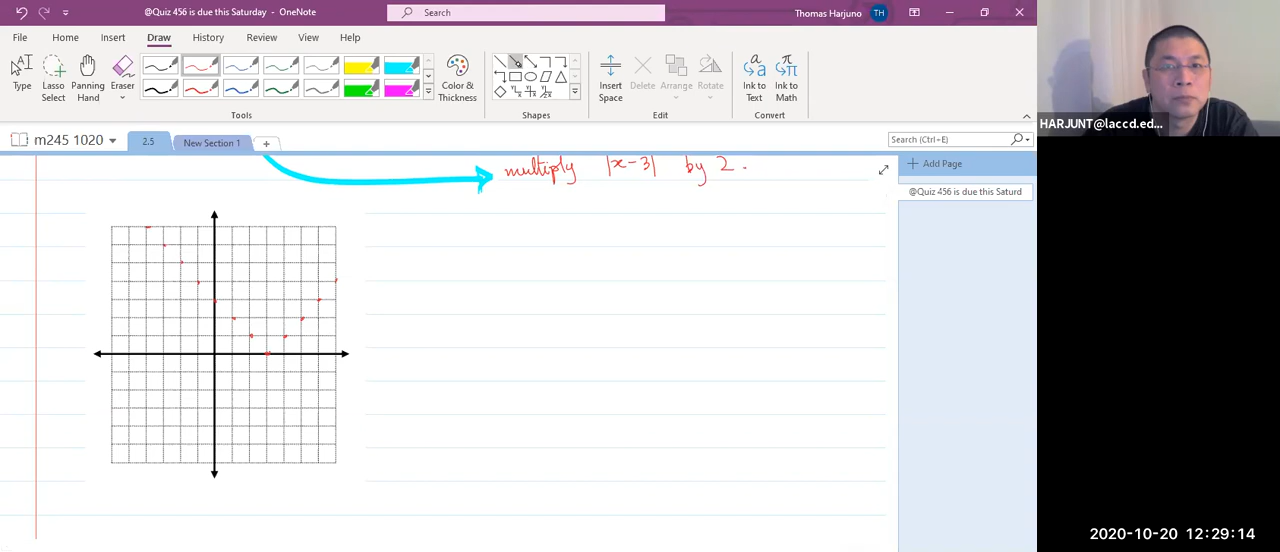 @Quiz 456 is due this Saturday - OneNote
Search
Thomas Harjuno
TH
File
Home
Insert
Draw
History
Review
View
Help
Type
Lasso Select
Panning Hand
Eraser
Color & Thickness
Insert Space
Delete
Arrange
Rotate
Ink to Text
Ink to Math
Tools
Shapes
Edit
Convert
m245 1020
2.5
New Section 1
Search (Ctrl+E)
Add Page
@Quiz 456 is due this Saturd
multiply |x-3| by 2.
HARJUNT@laccd.ed...
2020-10-20 12:29:14